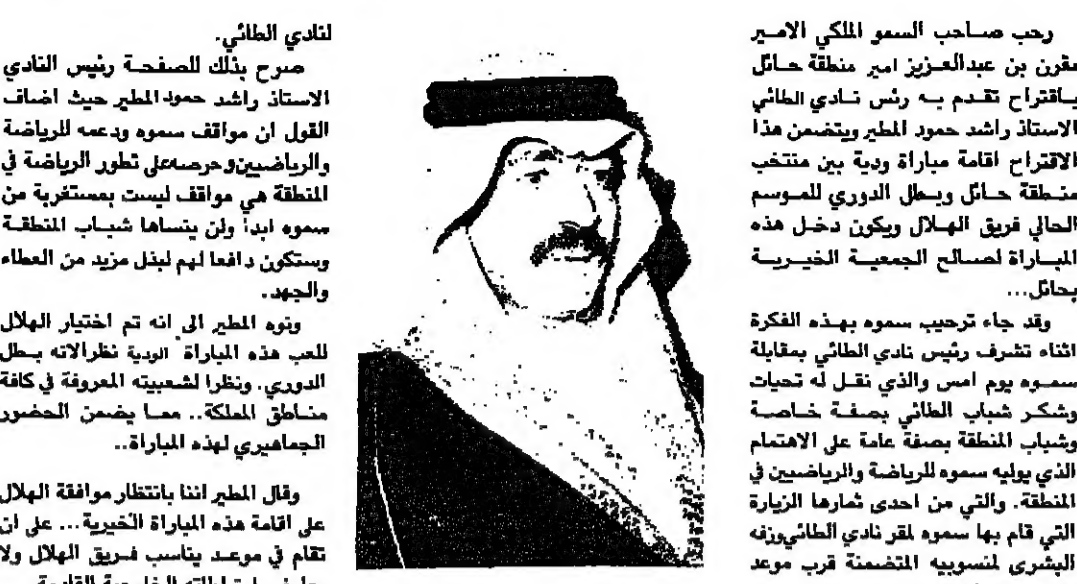 رحب صاحب السمو الملكي الامير
مقرن بن عبدالعزيز امير منطقة حائل
باقتراح تقدم به رئس نادي الطائي
الاستاذ راشد حمود المطير ويتضمن هذا
الاقتراح اقامة مباراة ودية بين منتخب
منطقة حائل وبطل الدوري للموسم
الحالي فريق الهلال ويكون دخل هذه
المباراة لصالح الجمعية الخيرية
بحائل...
وقد جاء ترحيب سموه بهذه الفكرة
اثناء تشرف رئيس نادي الطائي بمقابلة
سموه يوم امس والذي نقل له تحيات
وشكر شباب الطائي بصفة خاصة
وشباب المنطقة بصفة عامة على الاهتمام
الذي يوليه سموه للرياضة والرياضيين في
المنطقة. والتي من احدى ثمارها الزيارة
التي قام بها سموه لقر نادي الطائي وزفه
البشرى لمنسوبيه المتضمنة قرب موعد
لنادي الطائي.
صرح بذلك للصفحة رئيس النادي
الاستاذ راشد حمود المطير حيث اضاف
القول ان مواقف سموه ودعمه للرياضة
والرياضيين وحرصه على تطور الرياضة في
المنطقة هي مواقف ليست بمستغربة من
سموه ابدا ولن ينساها شباب المنطقة
وستكون دافعا لهم لبذل مزيد من العطاء
والجهد.
ونوه المطير الى انه تم اختيار الهلال
للعب هذه المباراة الودية نظرا لانه بطل
الدوري. ونظرا لشعبيته المعروفة في كافة
مناطق المملكة.. مما يضمن الحضور
الجماهيري لهذه المباراة..
وقال المطير اننا بانتظار موافقة الهلال
على اقامة هذه المباراة الخيرية... على ان
تقام في موعد يناسب فريق الهلال ولا